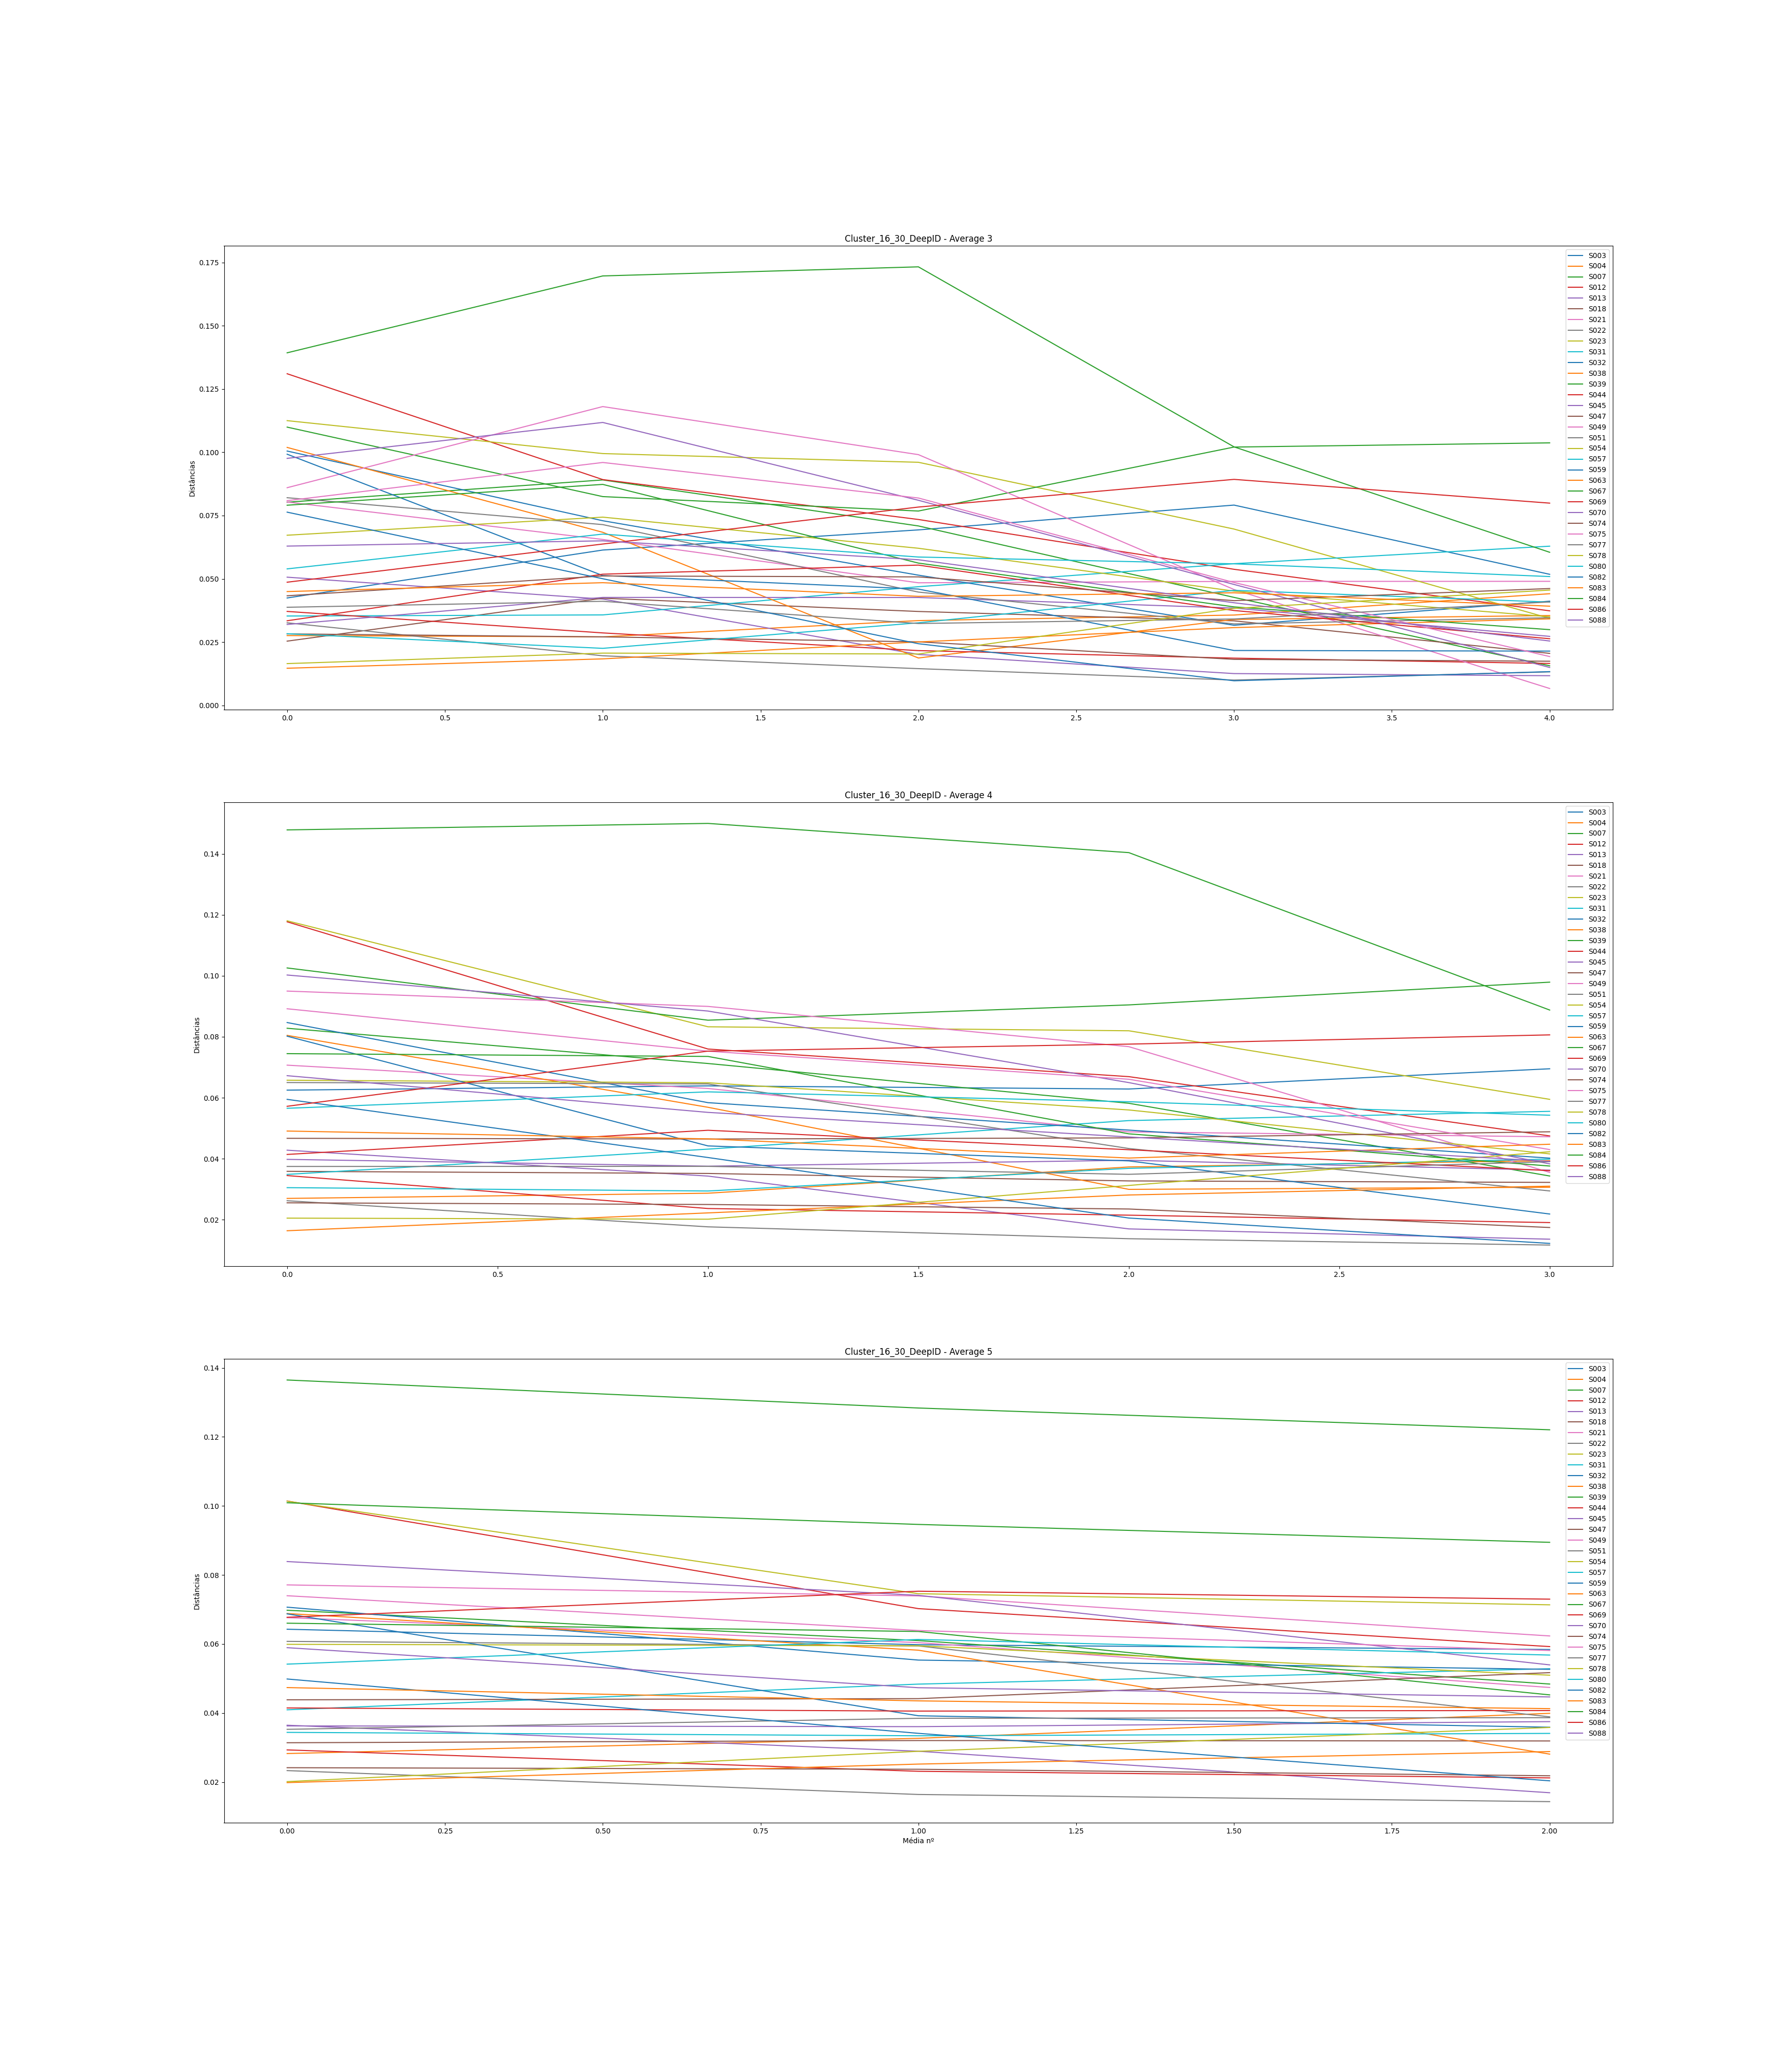 Cluster_16_30_DeepID - Average 3
Distâncias
0.175
0.150
0.125
0.100
0.075
0.050
0.025
0.000
0.0 0.5 1.0 1.5 2.0 2.5 3.0 3.5 4.0
S003
S004
S007
S012
S013
S018
S021
S022
S023
S031
S032
S038
S039
S044
S045
S047
S049
S051
S054
S057
S059
S063
S067
S069
S070
S074
S075
S077
S078
S080
S082
S083
S084
S086
S088
Cluster_16_30_DeepID - Average 4
Distâncias
0.14
0.12
0.10
0.08
0.06
0.04
0.02
0.0 0.5 1.0 1.5 2.0 2.5 3.0
S003
S004
S007
S012
S013
S018
S021
S022
S023
S031
S032
S038
S039
S044
S045
S047
S049
S051
S054
S057
S059
S063
S067
S069
S070
S074
S075
S077
S078
S080
S082
S083
S084
S086
S088
Cluster_16_30_DeepID - Average 5
Distâncias
0.14
0.12
0.10
0.08
0.06
0.04
0.02
0.00 0.25 0.50 0.75 1.00 1.25 1.50 1.75 2.00
Média nº
S003
S004
S007
S012
S013
S018
S021
S022
S023
S031
S032
S038
S039
S044
S045
S047
S049
S051
S054
S057
S059
S063
S067
S069
S070
S074
S075
S077
S078
S080
S082
S083
S084
S086
S088